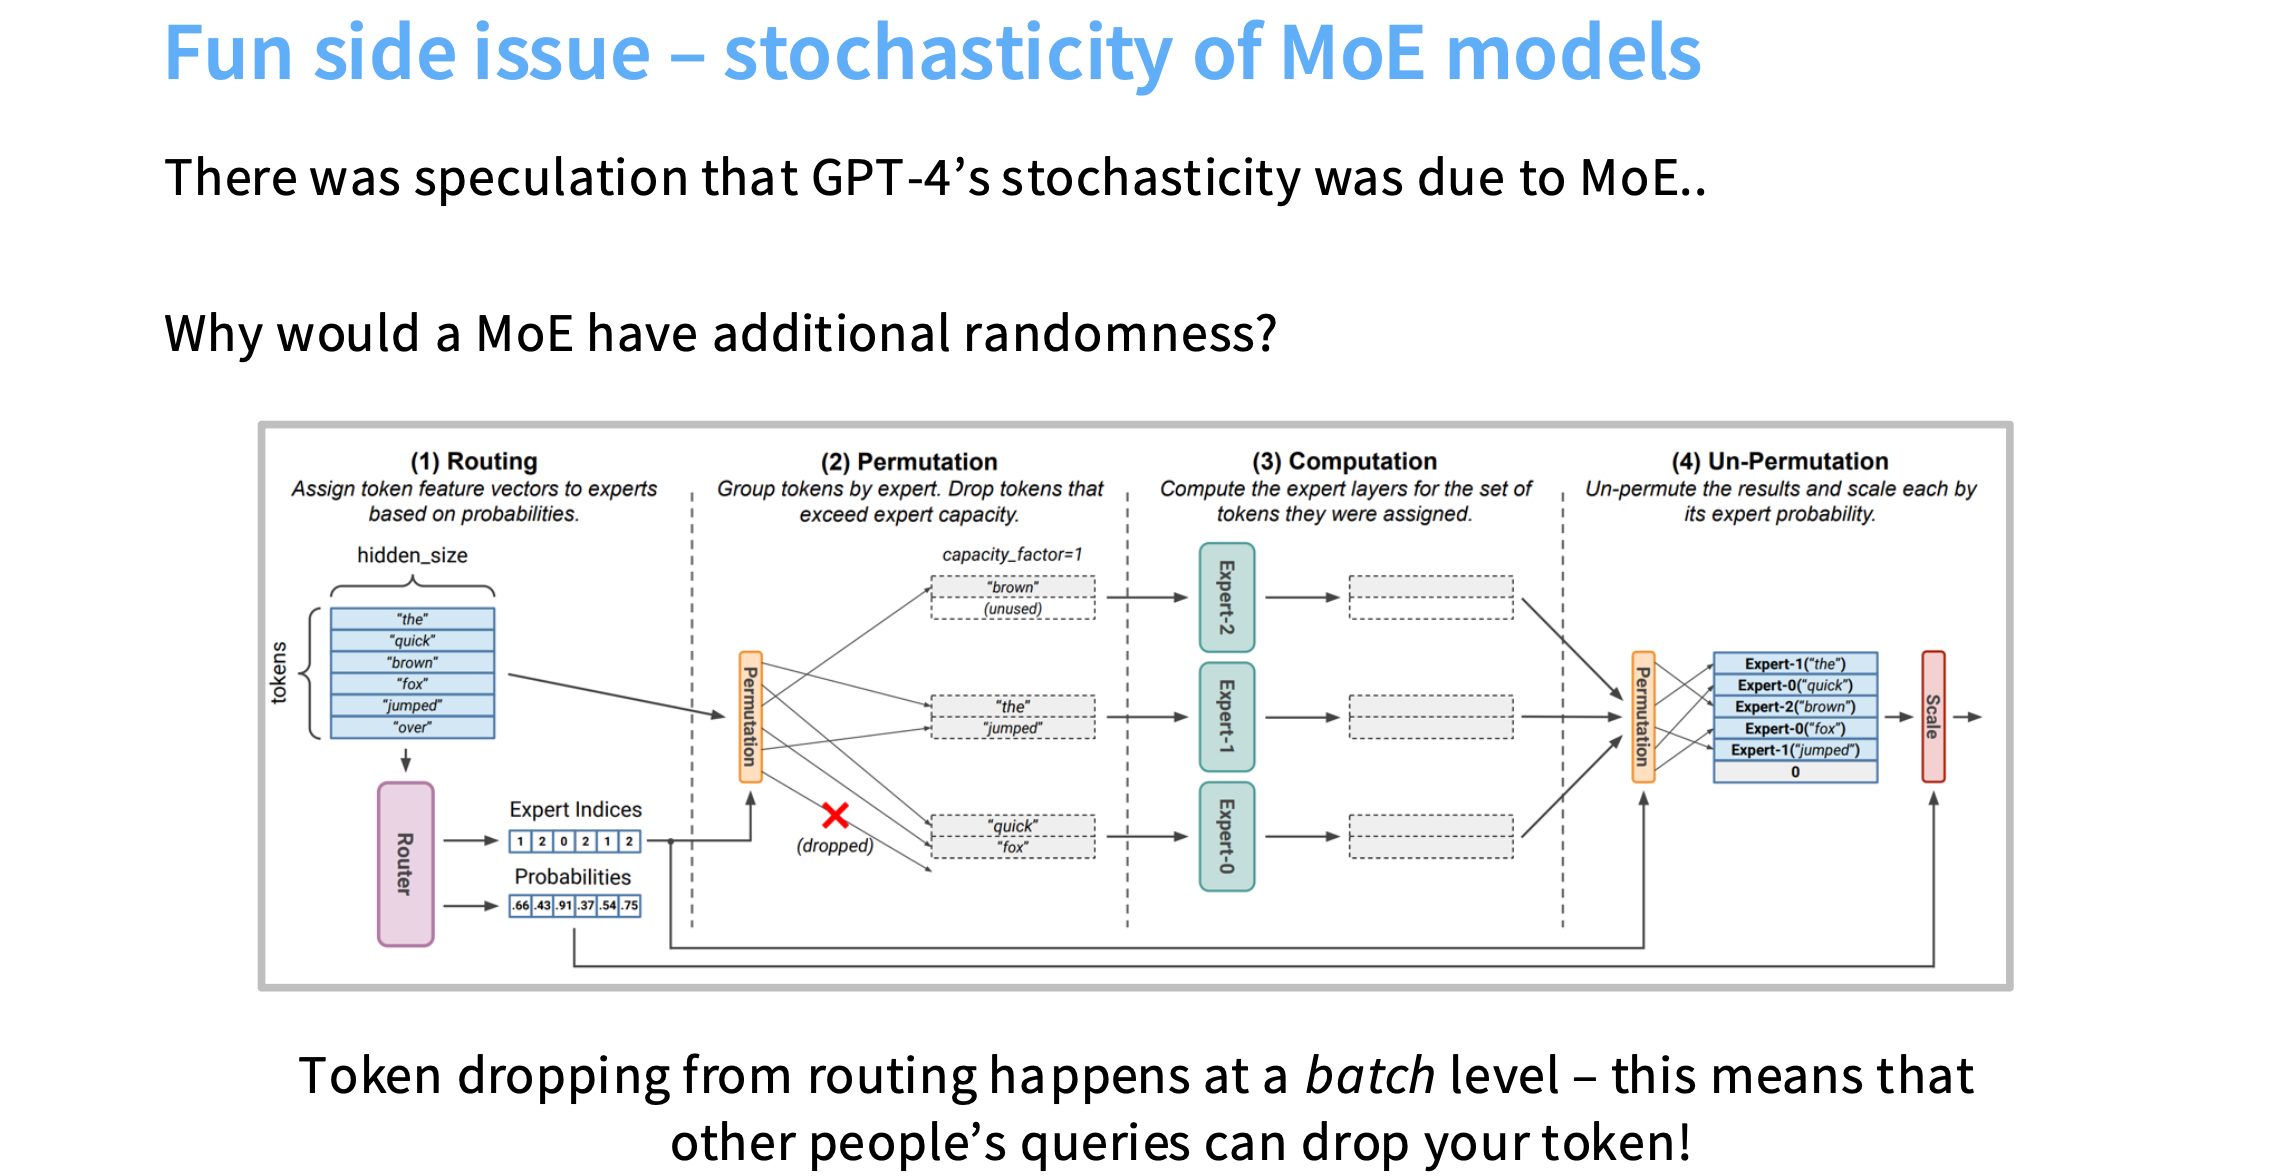 Fun side issue – stochasticity of MoE models
There was speculation that GPT-4’s stochasticity was due to MoE..
Why would a MoE have additional randomness?
(1) Routing
Assign token feature vectors to experts
based on probabilities.
hidden_size
tokens
"the"
"quick"
"brown"
"fox"
"jumped"
"over"
Router
Expert Indices
1 2 0 2 1 2
Probabilities
.66 .43 .91 .37 .54 .75
(2) Permutation
Group tokens by expert. Drop tokens that
exceed expert capacity.
capacity_factor=1
Permutation
"brown"
(unused)
"the"
"jumped"
"quick"
"fox"
(dropped)
(3) Computation
Compute the expert layers for the set of
tokens they were assigned.
Expert-2
Expert-1
Expert-0
(4) Un-Permutation
Un-permute the results and scale each by
its expert probability.
Permutation
Expert-1("the")
Expert-0("quick")
Expert-2("brown")
Expert-0("fox")
Expert-1("jumped")
0
Scale
Token dropping from routing happens at a batch level – this means that
other people’s queries can drop your token!